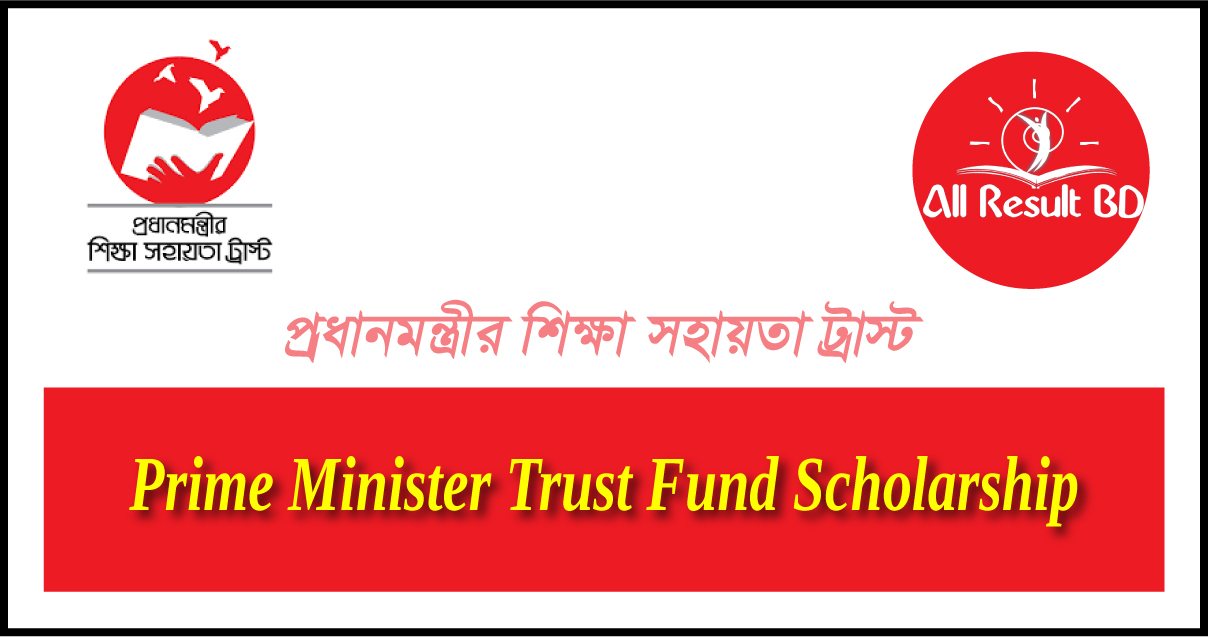 প্রধানমন্ত্রীর
শিক্ষা সহায়তা ট্রাস্ট
All Result BD
প্রধানমন্ত্রীর শিক্ষা সহায়তা ট্রাস্ট
Prime Minister Trust Fund Scholarship